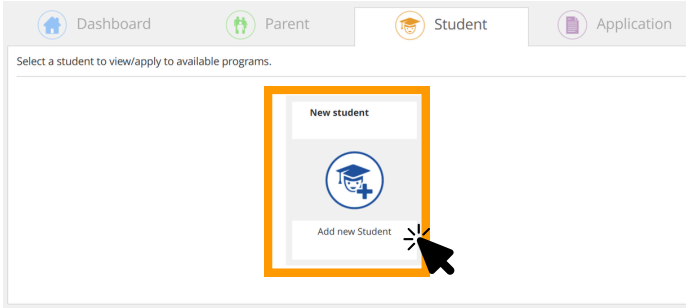 Dashboard Parent Student Application
Select a student to view/apply to available programs.
New student
Add new Student